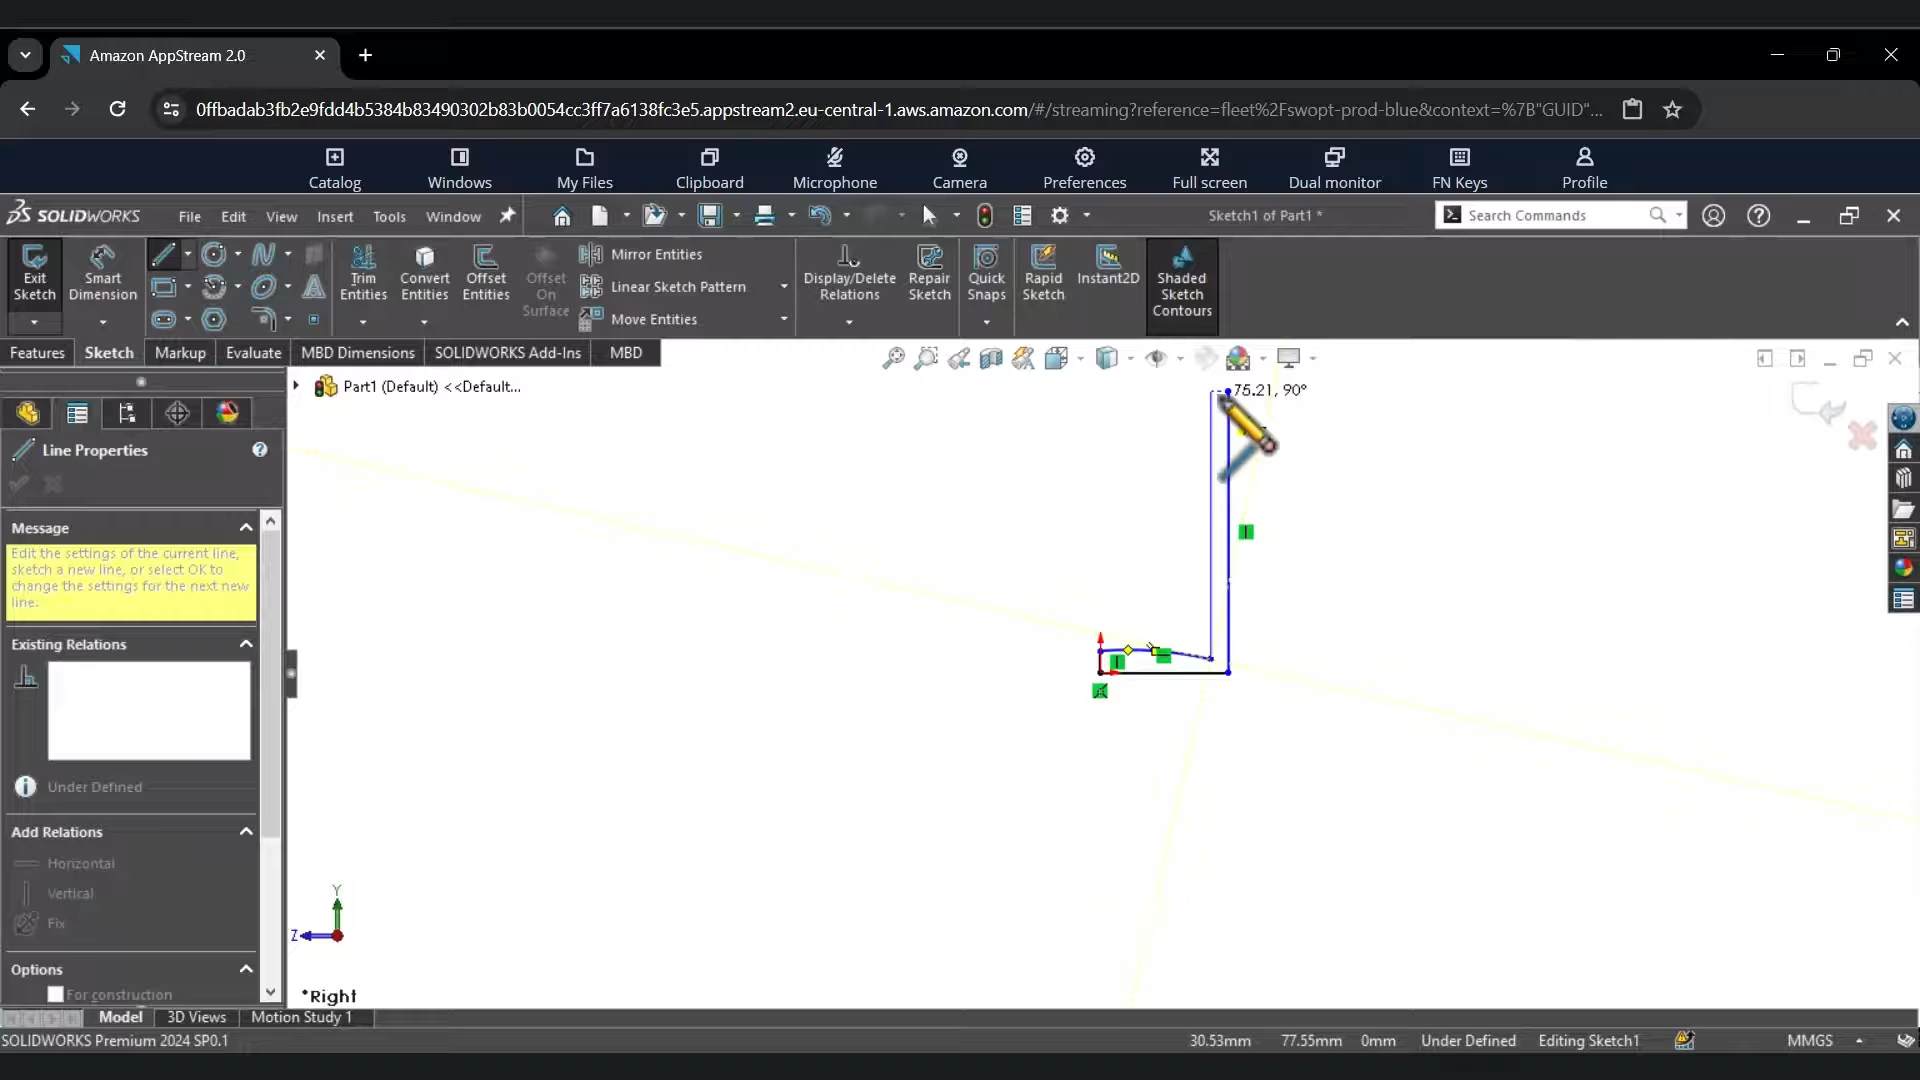 Amazon AppStream 2.0
0ffbadab3fb2e9fdd4b5384b83490302b83b0054cc3ff7a6138fc3e5.appstream2.eu-central-1.aws.amazon.com/#/streaming?reference=fleet%2Fswopt-prod-blue&context=%7B"GUID"...
Catalog Windows My Files Clipboard Microphone Camera Preferences Full screen Dual monitor FN Keys Profile
SOLIDWORKS File Edit View Insert Tools Window Sketch1 of Part1 * Search Commands
Exit Sketch
Smart Dimension
Trim Entities
Convert Entities
Offset Entities
Offset On Surface
Mirror Entities
Linear Sketch Pattern
Move Entities
Display/Delete Relations
Repair Sketch
Quick Snaps
Rapid Sketch
Instant2D
Shaded Sketch Contours
Features Sketch Markup Evaluate MBD Dimensions SOLIDWORKS Add-Ins MBD
Part1 (Default) <<Default...
75.21, 90°
Line Properties
Message
Edit the settings of the current line,
sketch a new line, or select OK to
change the settings for the next new
line.
Existing Relations
Under Defined
Add Relations
Horizontal
Vertical
Fix
Options
For construction
Y
Z
*Right
Model 3D Views Motion Study 1
SOLIDWORKS Premium 2024 SP0.1 30.53mm 77.55mm 0mm Under Defined Editing Sketch1 MMGS